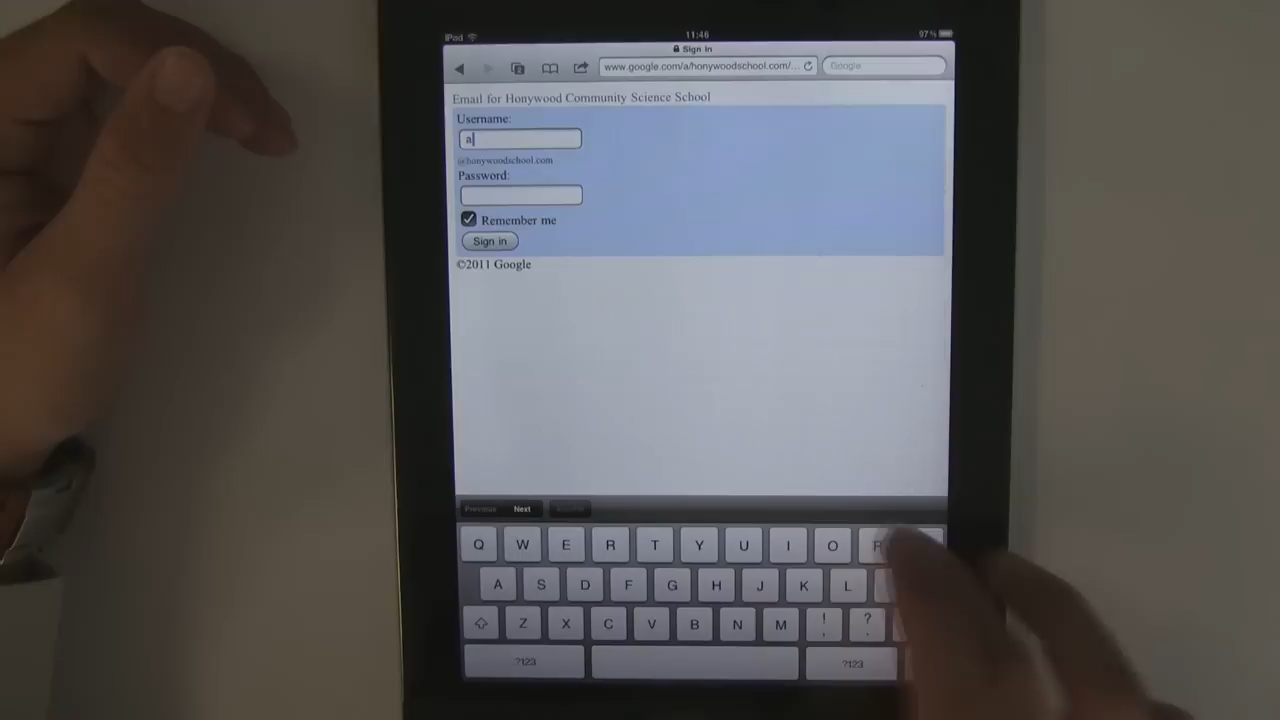 iPad 11:46 97%
Sign In
www.google.com/a/honywoodschool.com/... Google
Email for Honywood Community Science School
Username:
a
@honywoodschool.com
Password:
Remember me
Sign in
©2011 Google
Previous Next
Q W E R T Y U I O P
A S D F G H J K L
Z X C V B N M ! , ? .
?123 ?123